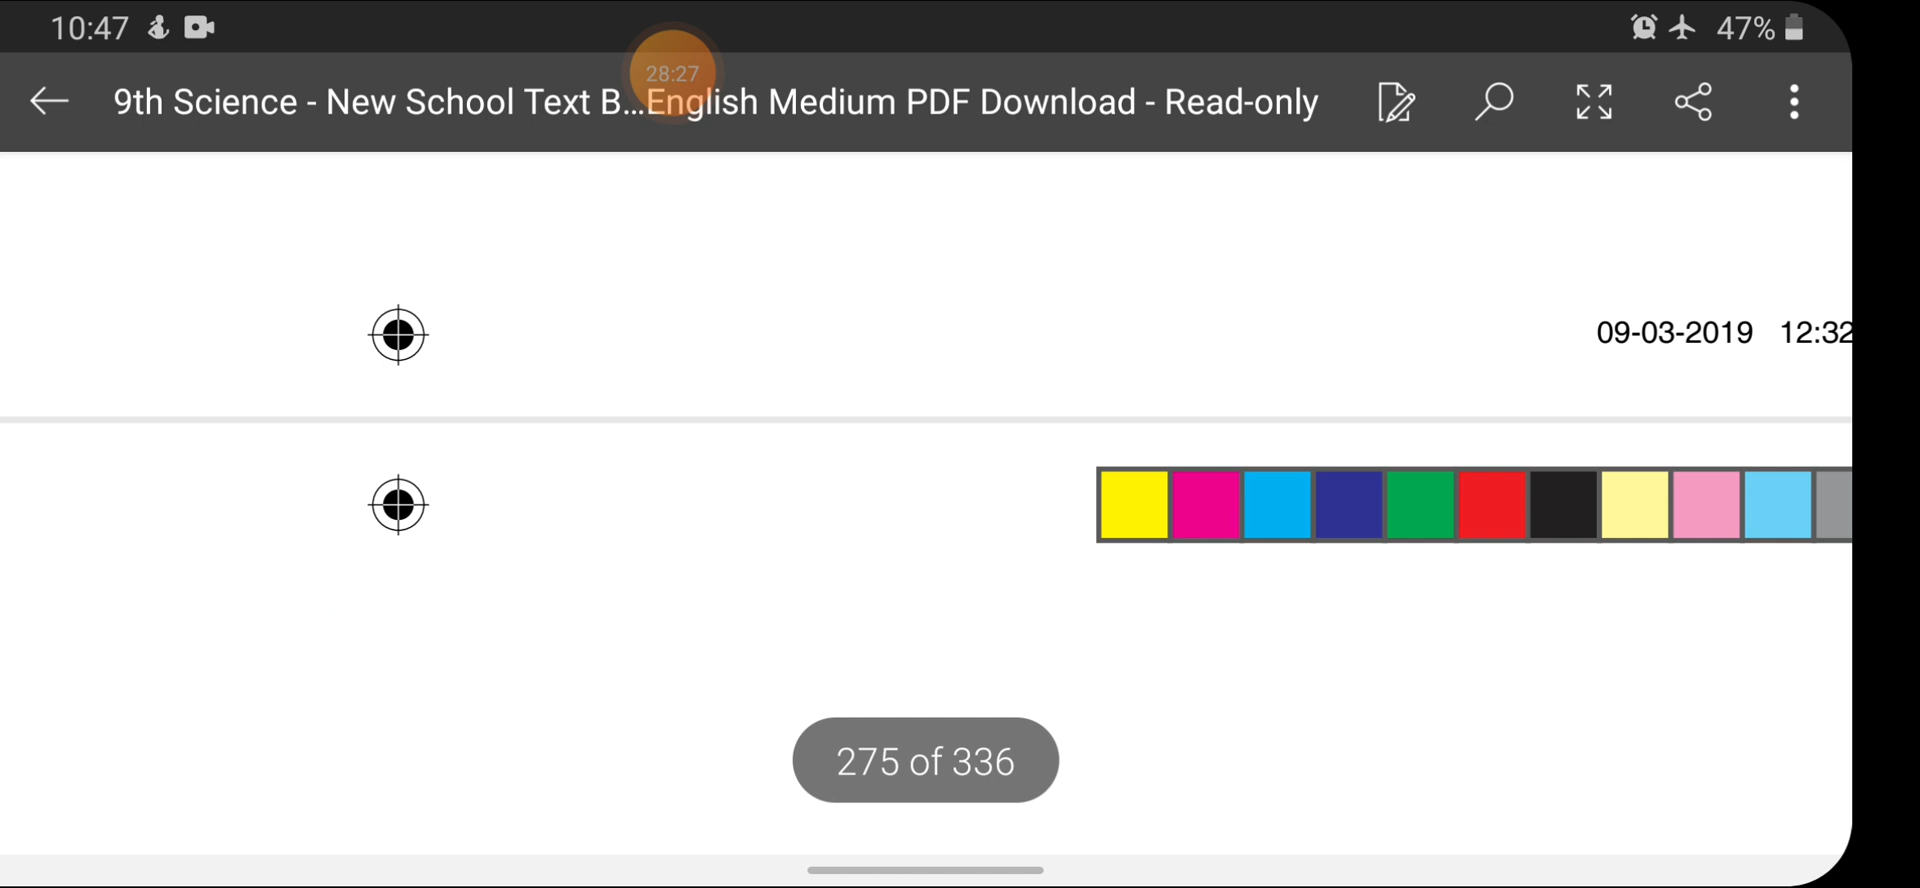 10:47
47%
28:27
9th Science - New School Text B...English Medium PDF Download - Read-only
09-03-2019 12:32
275 of 336